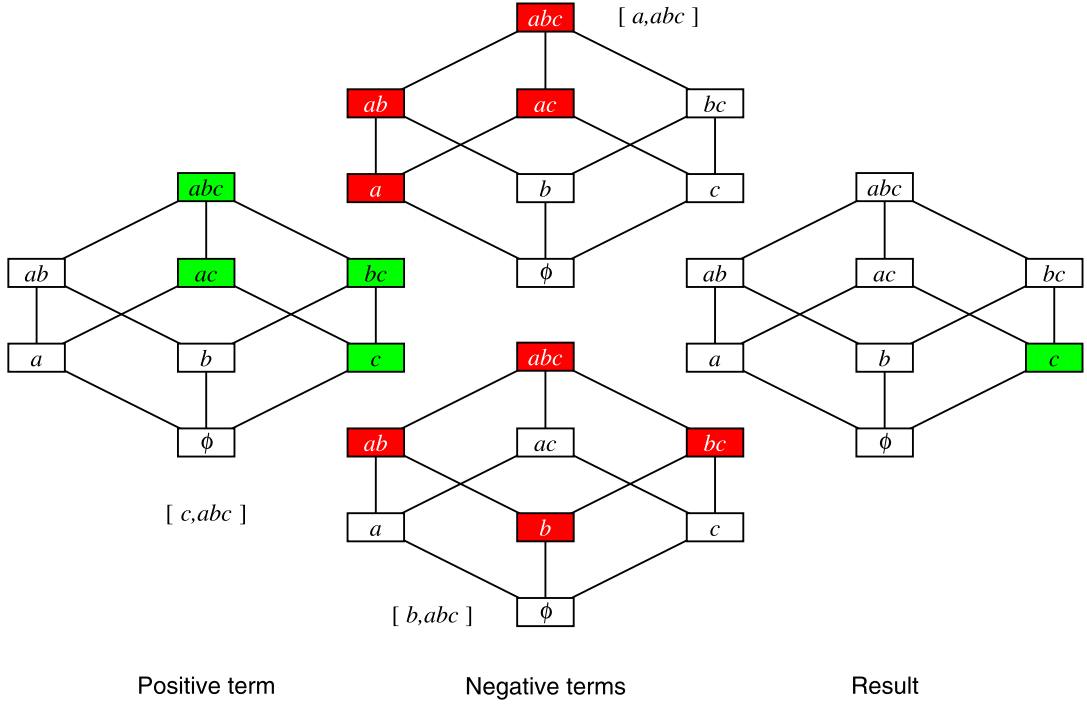 abc
[ a,abc ]
ab
ac
bc
a
b
c
ϕ
abc
ab
ac
bc
a
b
c
ϕ
[ c,abc ]
abc
ab
ac
bc
a
b
c
ϕ
[ b,abc ]
abc
ab
ac
bc
a
b
c
ϕ
Positive term
Negative terms
Result